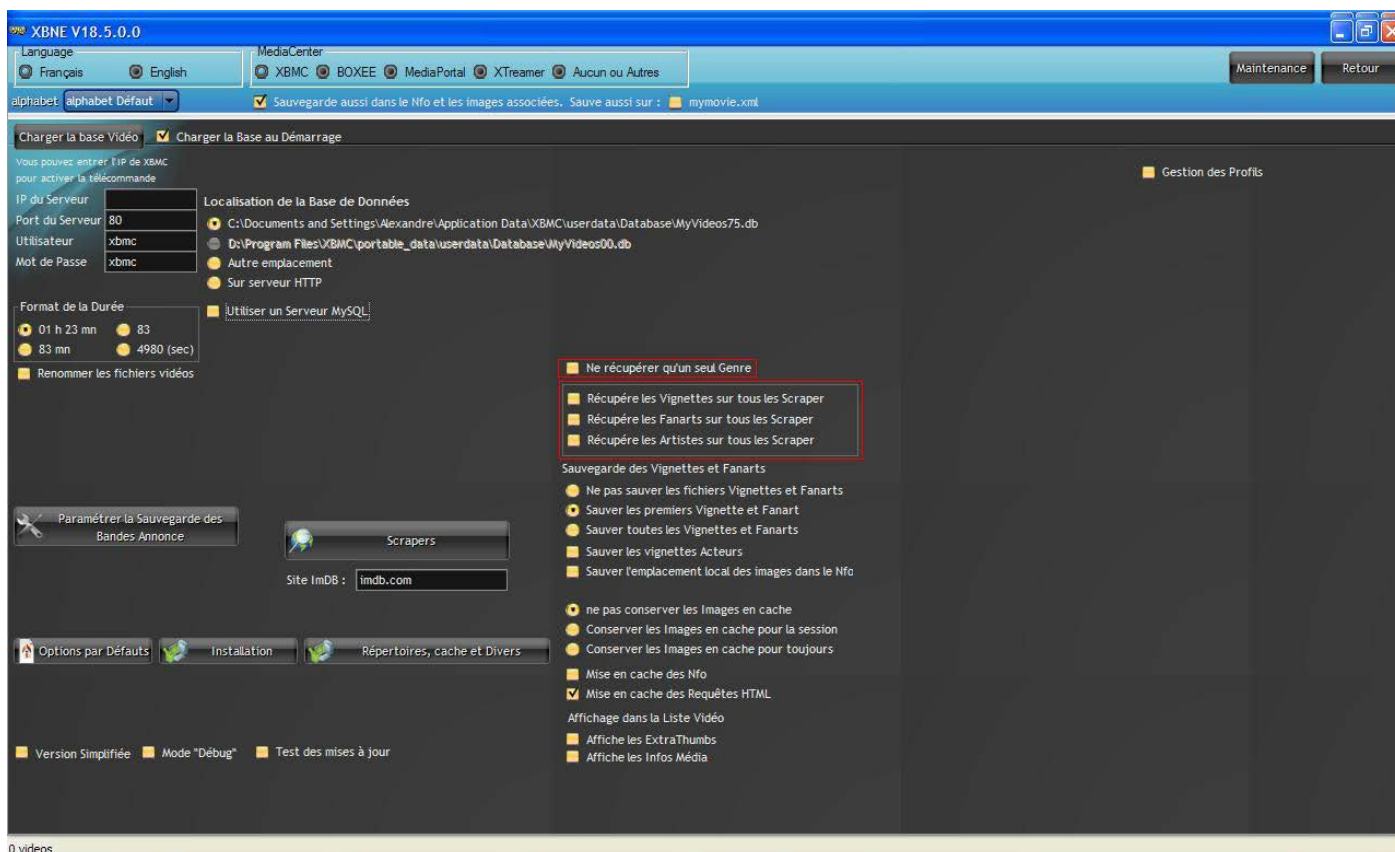 XBNE V18.5.0.0
Language
Français English
MediaCenter
XBMC BOXEE MediaPortal XTreamer Aucun ou Autres
Maintenance Retour
alphabet alphabet Défaut
Sauvegarde aussi dans le Nfo et les images associées. Sauve aussi sur : mymovie.xml
Charger la base Vidéo Charger la Base au Démarrage
Vous pouvez entrer l'IP de XBMC
pour activer la télécommande
Gestion des Profils
IP du Serveur
Port du Serveur 80
Utilisateur xbmc
Mot de Passe xbmc
Localisation de la Base de Données
C:\Documents and Settings\Alexandre\Application Data\XBMC\userdata\Database\MyVideos75.db
D:\Program Files\XBMC\portable_data\userdata\Database\MyVideos00.db
Autre emplacement
Sur serveur HTTP
Utiliser un Serveur MySQL
Format de la Durée
01 h 23 mn 83
83 mn 4980 (sec)
Renommer les fichiers vidéos
Ne récupérer qu'un seul Genre
Récupére les Vignettes sur tous les Scraper
Récupére les Fanarts sur tous les Scraper
Récupére les Artistes sur tous les Scraper
Sauvegarde des Vignettes et Fanarts
Ne pas sauver les fichiers Vignettes et Fanarts
Sauver les premiers Vignette et Fanart
Sauver toutes les Vignettes et Fanarts
Sauver les vignettes Acteurs
Sauver l'emplacement local des images dans le Nfo
Paramétrer la Sauvegarde des
Bandes Annonce
Scrapers
Site ImDB : imdb.com
ne pas conserver les Images en cache
Conserver les Images en cache pour la session
Conserver les Images en cache pour toujours
Options par Défauts Installation Répertoires, cache et Divers
Mise en cache des Nfo
Mise en cache des Requêtes HTML
Affichage dans la Liste Vidéo
Affiche les ExtraThumbs
Affiche les Infos Média
Version Simplifiée Mode "Débug" Test des mises à jour
0 videos